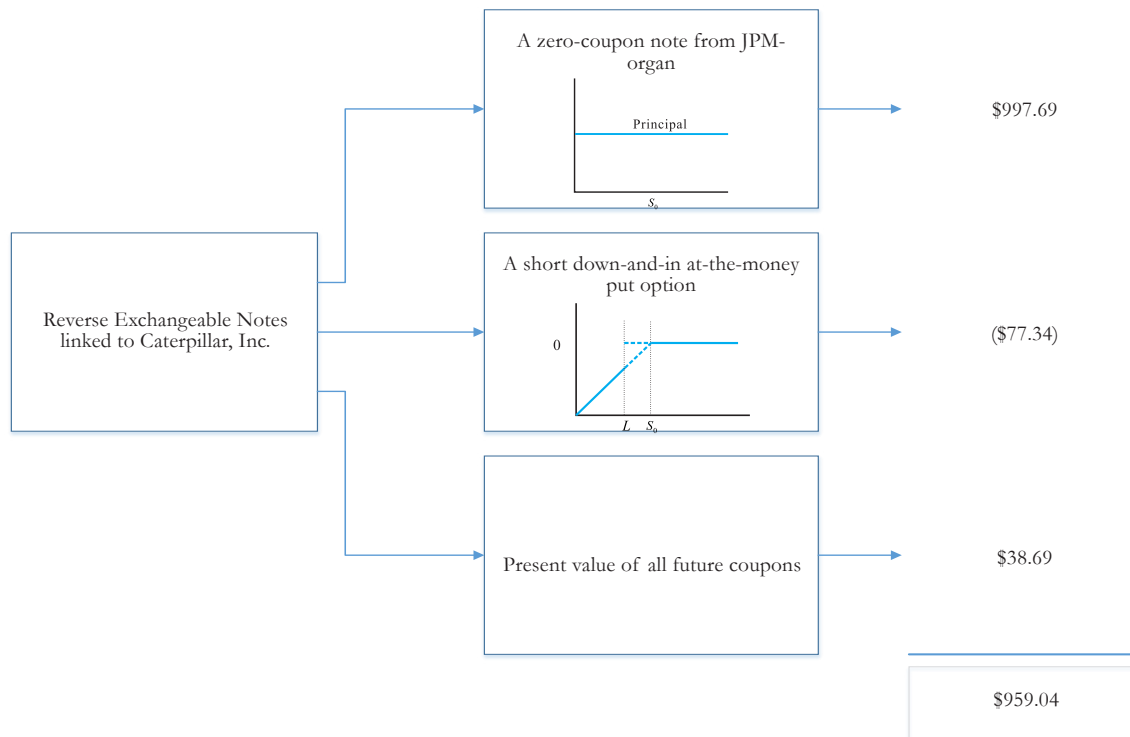 A zero-coupon note from JPM-
organ
Principal
S₀
$997.69
Reverse Exchangeable Notes
linked to Caterpillar, Inc.
A short down-and-in at-the-money
put option
0
L S₀
($77.34)
Present value of all future coupons
$38.69
$959.04